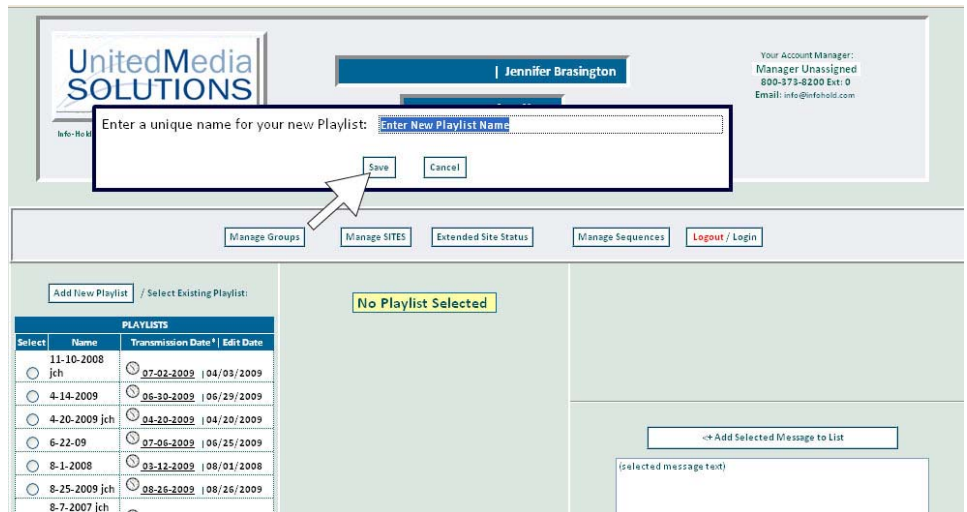 UnitedMedia
SOLUTIONS
| Jennifer Brasington
Your Account Manager:
Manager Unassigned
800-373-8200 Ext: 0
Email: info@infohold.com
Info-Hold
Enter a unique name for your new Playlist: Enter New Playlist Name
Save Cancel
Manage Groups Manage SITES Extended Site Status Manage Sequences Logout / Login
Add New Playlist / Select Existing Playlist:
No Playlist Selected
PLAYLISTS
Select Name Transmission Date* | Edit Date
11-10-2008
jch 07-02-2009 | 04/03/2009
4-14-2009 06-30-2009 | 06/29/2009
4-20-2009 jch 04-20-2009 | 04/20/2009
6-22-09 07-06-2009 | 06/25/2009
8-1-2008 03-12-2009 | 08/01/2008
8-25-2009 jch 08-26-2009 | 08/26/2009
8-7-2007 jch
<+ Add Selected Message to List
(selected message text)